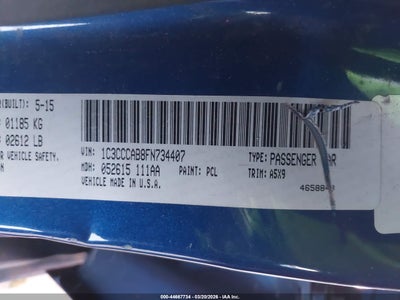 (BUILT): 5-15
01185 KG
02612 LB
VEHICLE SAFETY,
VIN: 1C3CCCAB8FN734407
TYPE: PASSENGER
MDH: 052615 111AA
PAINT: PCL
TRIM: A5X9
VEHICLE MADE IN U.S.A.
000-44687734 — 03/20/2026 — IAA Inc.